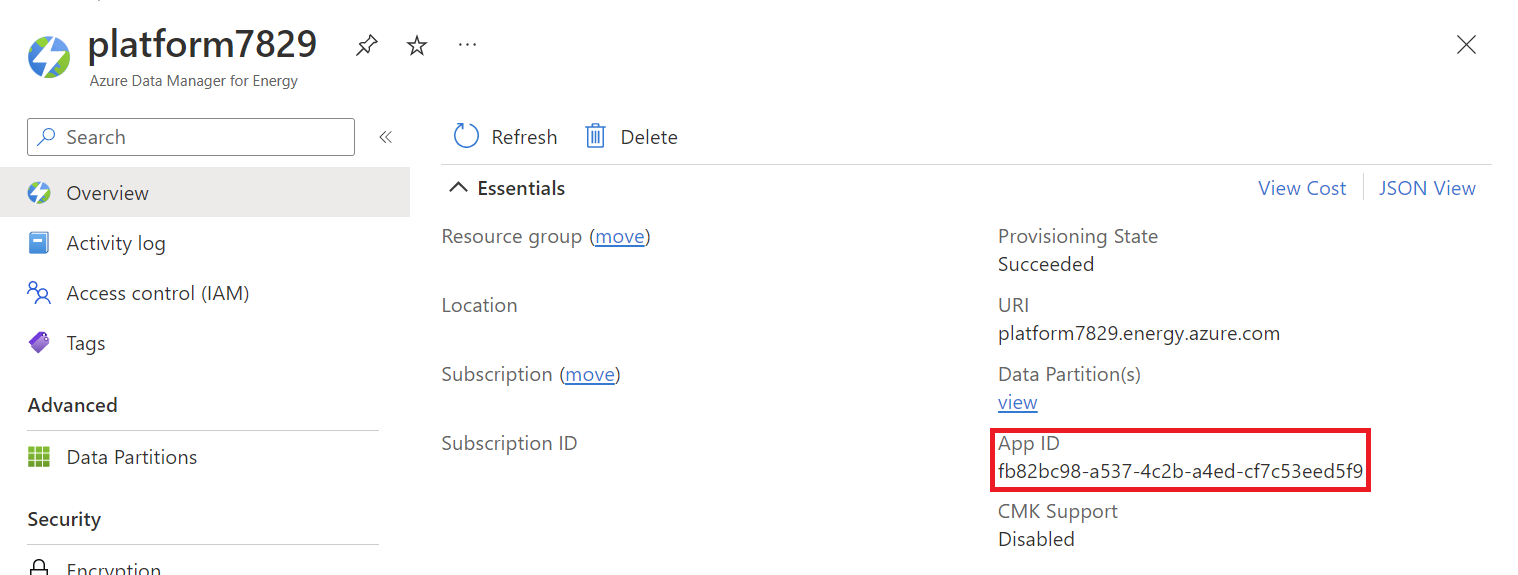 platform7829
Azure Data Manager for Energy
Search
Overview
Activity log
Access control (IAM)
Tags
Advanced
Data Partitions
Security
Encryption
Refresh
Delete
Essentials
View Cost
JSON View
Resource group (move)
Location
Subscription (move)
Subscription ID
Provisioning State
Succeeded
URI
platform7829.energy.azure.com
Data Partition(s)
view
App ID
fb82bc98-a537-4c2b-a4ed-cf7c53eed5f9
CMK Support
Disabled